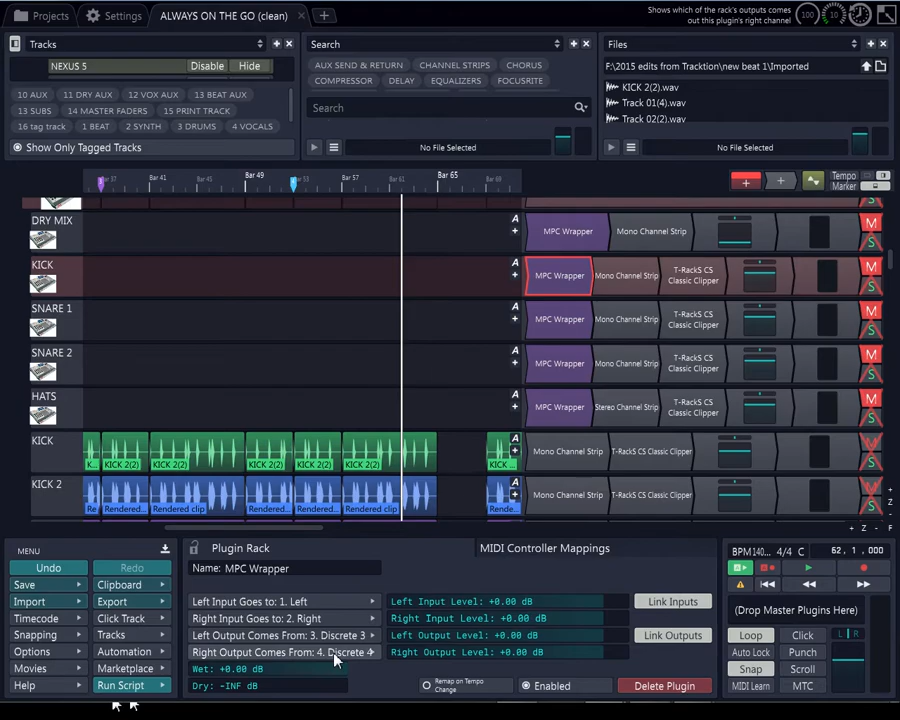 Projects
Settings
ALWAYS ON THE GO (clean)
Shows which of the rack's outputs comes
out this plugin's right channel
100
10
Tracks
NEXUS 5
Disable
Hide
10 AUX
11 DRY AUX
12 VOX AUX
13 BEAT AUX
13 SUBS
14 MASTER FADERS
15 PRINT TRACK
16 tag track
1 BEAT
2 SYNTH
3 DRUMS
4 VOCALS
Show Only Tagged Tracks
Search
AUX SEND & RETURN
CHANNEL STRIPS
CHORUS
COMPRESSOR
DELAY
EQUALIZERS
FOCUSRITE
Search
No File Selected
Files
F:\2015 edits from Tracktion\new beat 1\Imported
KICK 2(2).wav
Track 01(4).wav
Track 02(2).wav
No File Selected
Bar 37
Bar 41
Bar 45
Bar 49
Bar 53
Bar 57
Bar 61
Bar 65
Bar 69
Tempo
Marker
S
DRY MIX
A
MPC Wrapper
Mono Channel Strip
M
S
KICK
A
MPC Wrapper
Mono Channel Strip
T-RackS CS
Classic Clipper
M
S
SNARE 1
A
MPC Wrapper
Mono Channel Strip
T-RackS CS
Classic Clipper
M
S
SNARE 2
A
MPC Wrapper
Mono Channel Strip
T-RackS CS
Classic Clipper
M
S
HATS
A
MPC Wrapper
Stereo Channel Strip
T-RackS CS
Classic Clipper
M
S
KICK
K...
KICK 2(2)
KICK 2(2)
KICK 2(2)
KICK 2(2)
KICK 2(2)
KICK ...
A
Mono Channel Strip
T-RackS CS Classic Clipper
M
S
KICK 2
Re
Rendered...
Rendered clip
Rendered...
Rendered...
Rendered clip
Rende...
A
Mono Channel Strip
T-RackS CS Classic Clipper
M
S
+ Z - F
MENU
Undo
Redo
Save
Clipboard
Import
Export
Timecode
Click Track
Snapping
Tracks
Options
Automation
Movies
Marketplace
Help
Run Script
Plugin Rack
MIDI Controller Mappings
Name: MPC Wrapper
Left Input Goes to: 1. Left
Right Input Goes to: 2. Right
Left Output Comes From: 3. Discrete 3
Right Output Comes From: 4. Discrete 4
Wet: +0.00 dB
Dry: -INF dB
Left Input Level: +0.00 dB
Right Input Level: +0.00 dB
Left Output Level: +0.00 dB
Right Output Level: +0.00 dB
Link Inputs
Link Outputs
Remap on Tempo
Change
Enabled
Delete Plugin
BPM140...
4/4
C
62, 1, 000
(Drop Master Plugins Here)
Loop
Click
Auto Lock
Punch
Snap
Scroll
MIDI Learn
MTC
L
R